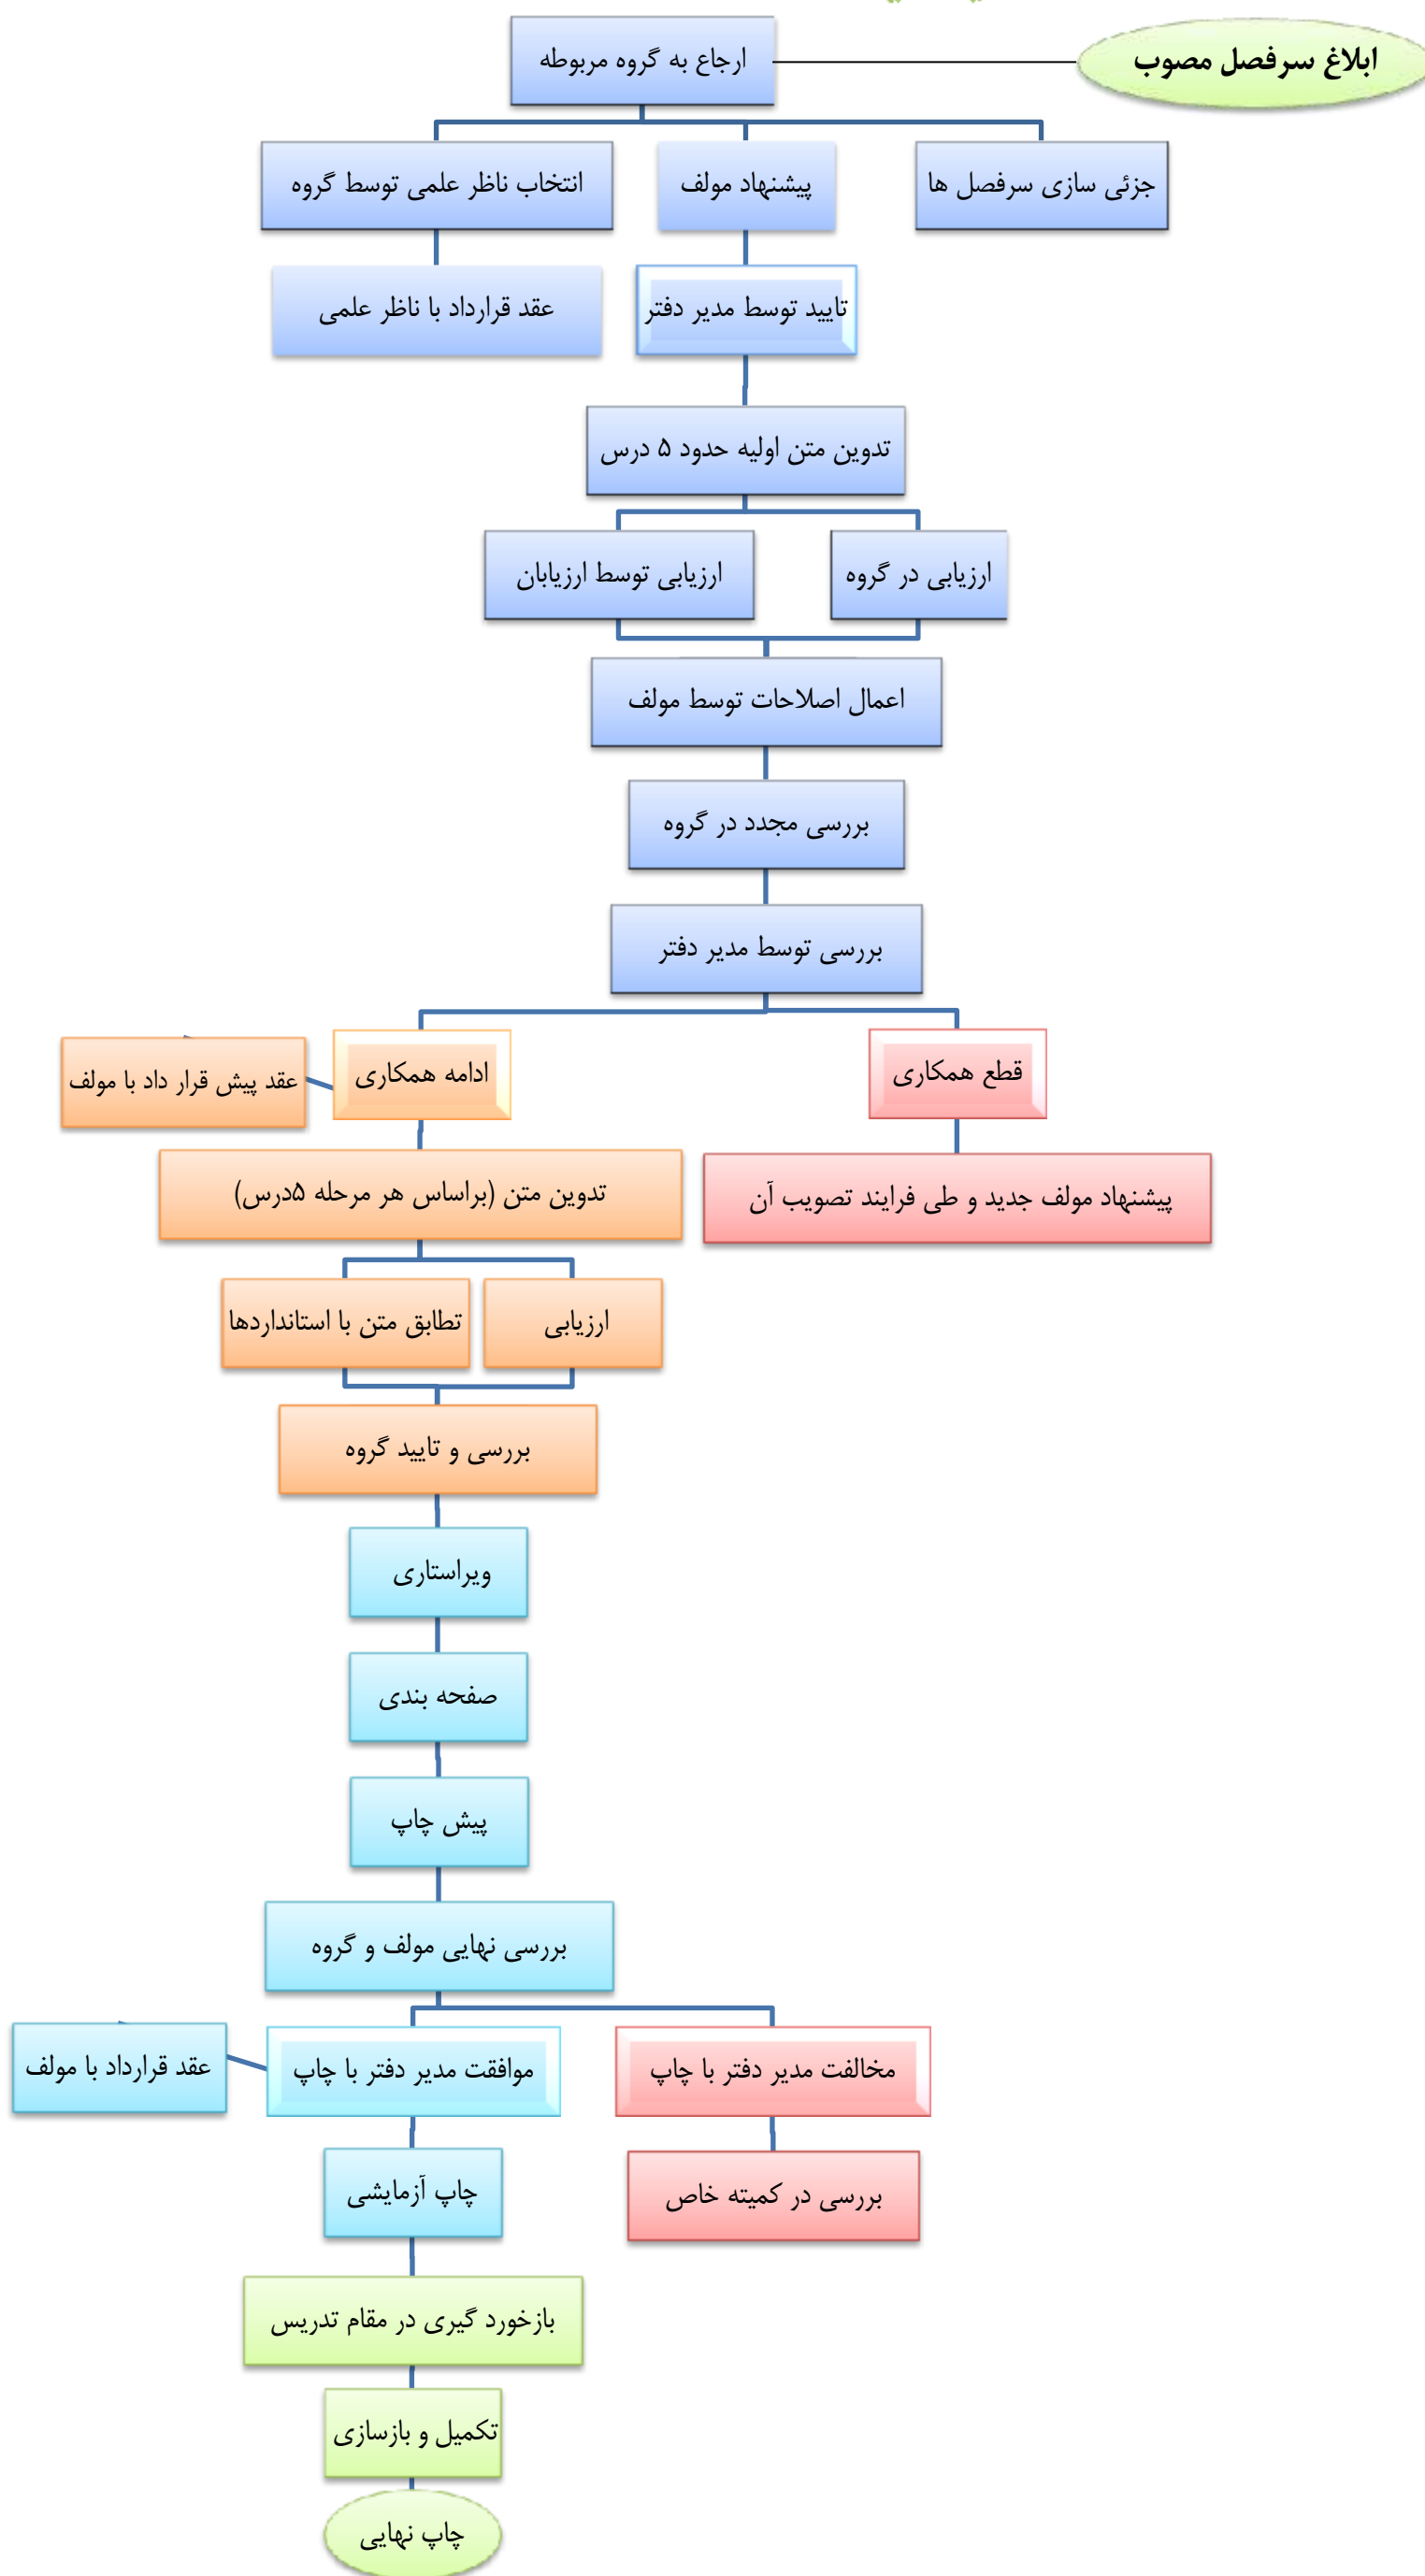 ابلاغ سرفصل مصوب
ارجاع به گروه مربوطه
جزئی سازی سرفصل ها
پیشنهاد مولف
انتخاب ناظر علمی توسط گروه
تایید توسط مدیر دفتر
عقد قرارداد با ناظر علمی
تدوین متن اولیه حدود ۵ درس
ارزیابی در گروه
ارزیابی توسط ارزیابان
اعمال اصلاحات توسط مولف
بررسی مجدد در گروه
بررسی توسط مدیر دفتر
قطع همکاری
ادامه همکاری
عقد پیش قرار داد با مولف
پیشنهاد مولف جدید و طی فرایند تصویب آن
تدوین متن (براساس هر مرحله ۵درس)
ارزیابی
تطابق متن با استانداردها
بررسی و تایید گروه
ویراستاری
صفحه بندی
پیش چاپ
بررسی نهایی مولف و گروه
مخالفت مدیر دفتر با چاپ
موافقت مدیر دفتر با چاپ
عقد قرارداد با مولف
بررسی در کمیته خاص
چاپ آزمایشی
بازخورد گیری در مقام تدریس
تکمیل و بازسازی
چاپ نهایی